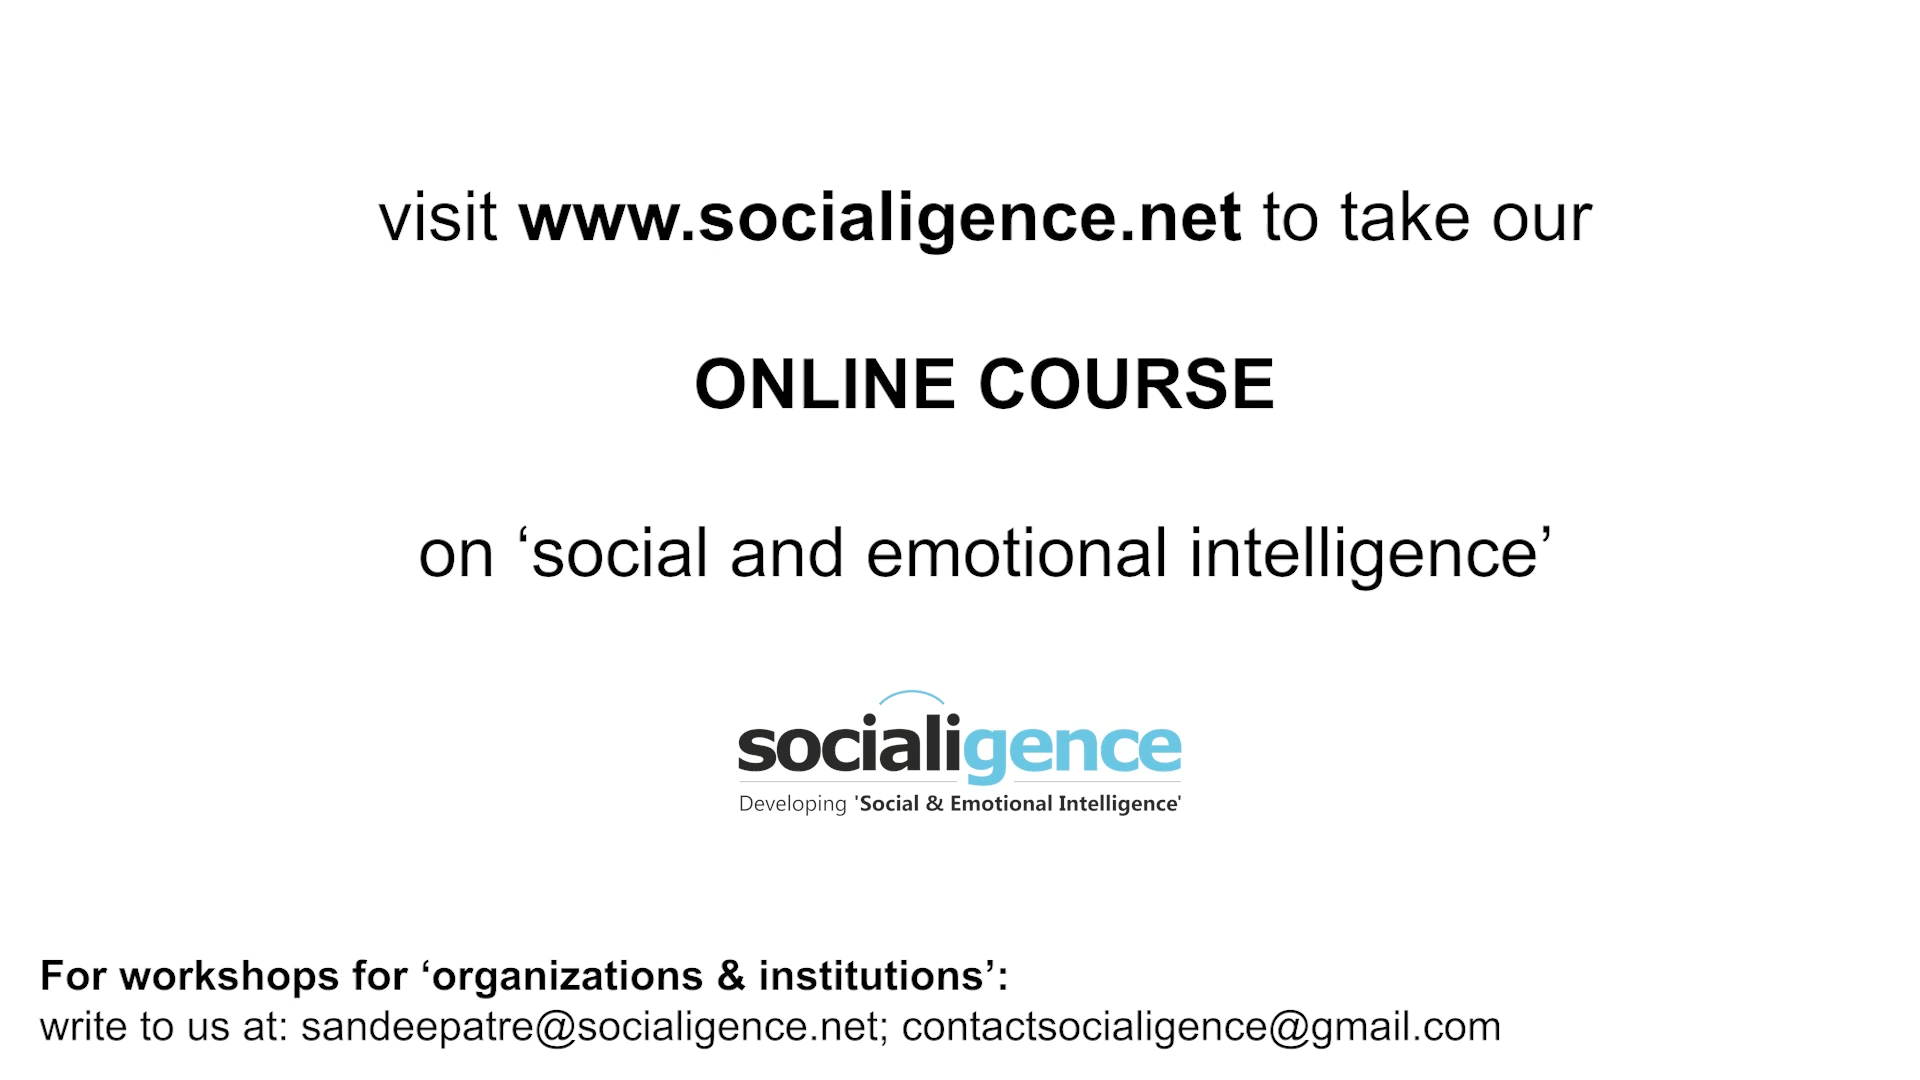 visit www.socialigence.net to take our
ONLINE COURSE
on ‘social and emotional intelligence’
socialigence
Developing 'Social & Emotional Intelligence'
For workshops for ‘organizations & institutions’:
write to us at: sandeepatre@socialigence.net; contactsocialigence@gmail.com